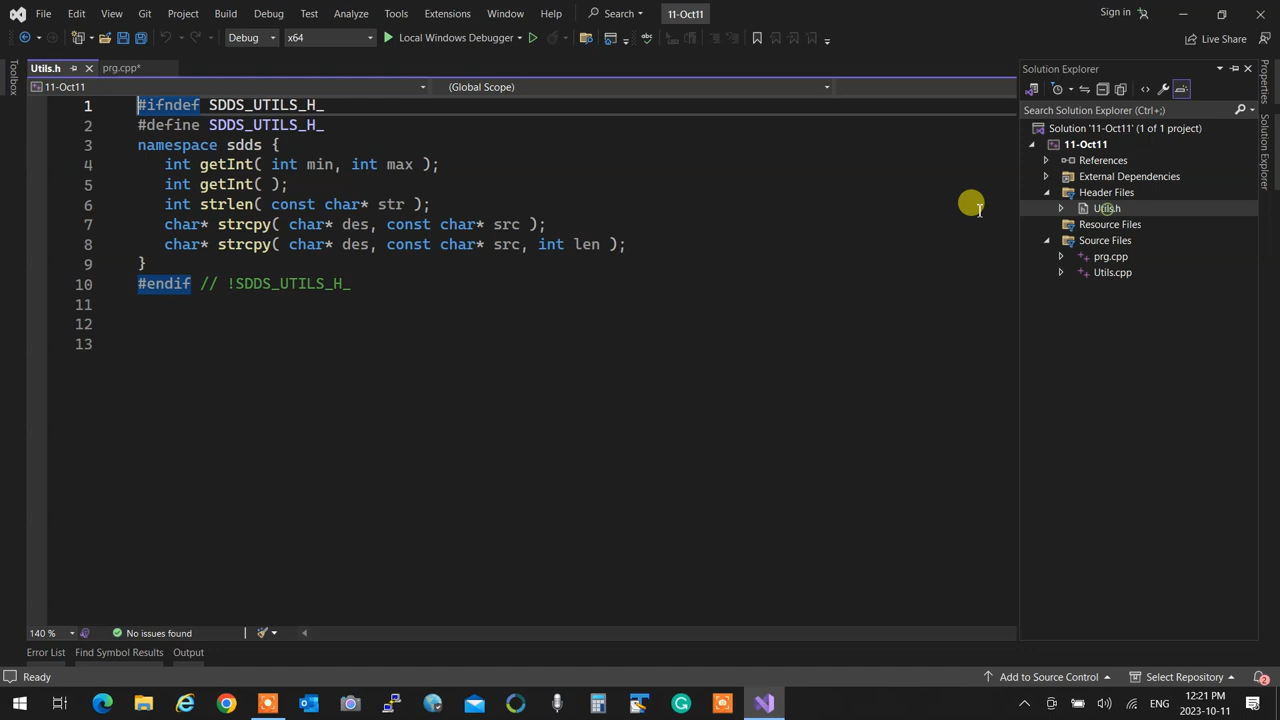 File Edit View Git Project Build Debug Test Analyze Tools Extensions Window Help Search 11-Oct11 Sign in
Debug x64 Local Windows Debugger Live Share
Toolbox
Utils.h prg.cpp*
11-Oct11 (Global Scope)
1 #ifndef SDDS_UTILS_H_
2 #define SDDS_UTILS_H_
3 namespace sdds {
4 int getInt( int min, int max );
5 int getInt( );
6 int strlen( const char* str );
7 char* strcpy( char* des, const char* src );
8 char* strcpy( char* des, const char* src, int len );
9 }
10 #endif // !SDDS_UTILS_H_
11
12
13
140 % No issues found
Error List Find Symbol Results Output
Ready
Solution Explorer
Search Solution Explorer (Ctrl+;)
Solution '11-Oct11' (1 of 1 project)
11-Oct11
References
External Dependencies
Header Files
Utils.h
Resource Files
Source Files
prg.cpp
Utils.cpp
Properties
Solution Explorer
Add to Source Control Select Repository 2
ENG 12:21 PM
2023-10-11 2